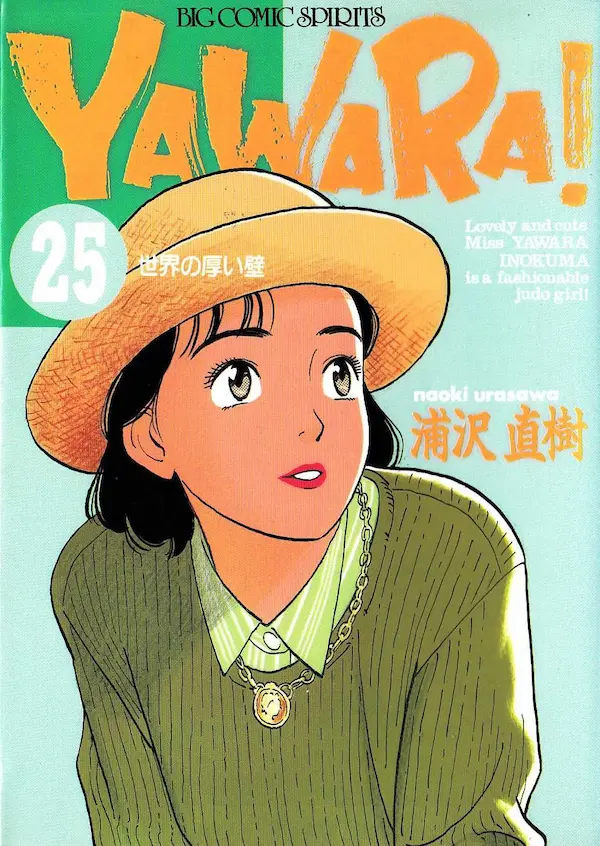 BIG COMIC SPIRITS
YAWARA!
25
世界の厚い壁
Lovely and cute
Miss YAWARA
INOKUMA
is a fashionable
judo girl!
naoki urasawa
浦沢 直樹